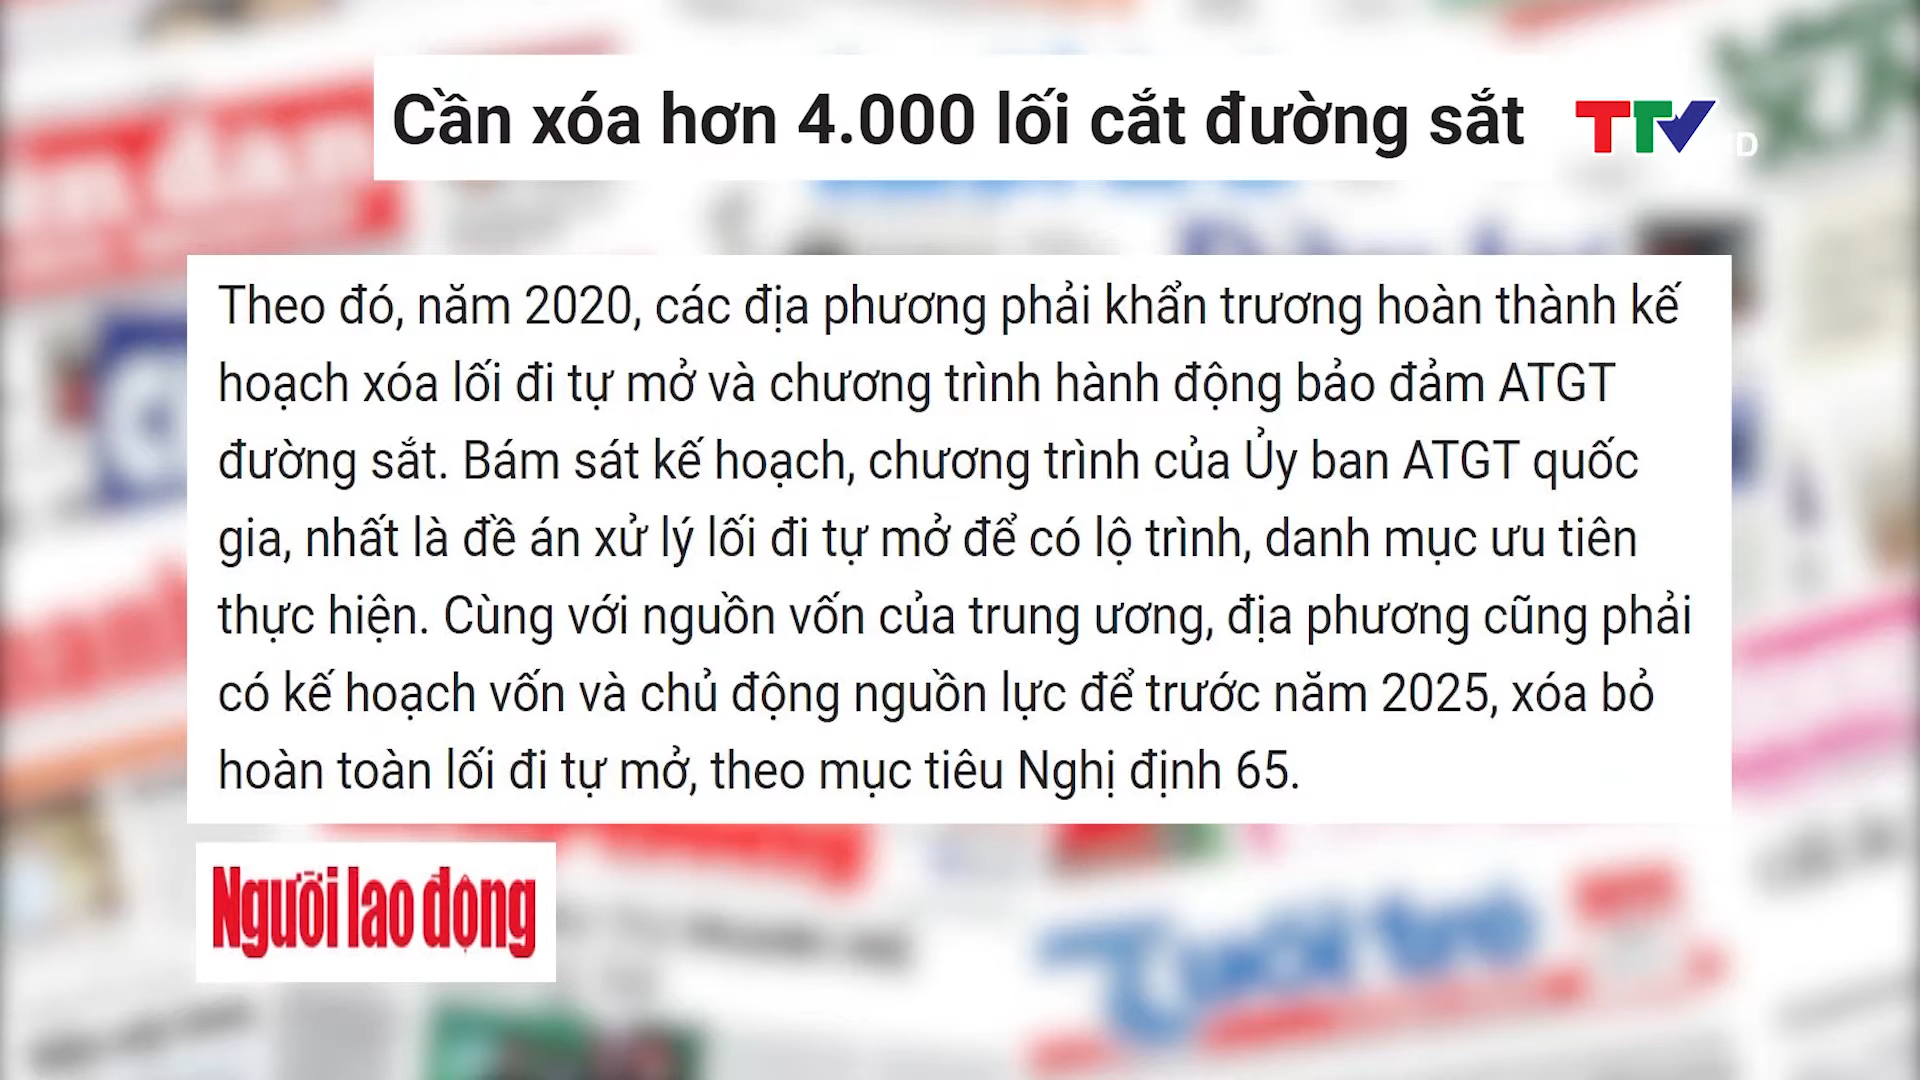 Cần xóa hơn 4.000 lối cắt đường sắt
TTV
Theo đó, năm 2020, các địa phương phải khẩn trương hoàn thành kế
hoạch xóa lối đi tự mở và chương trình hành động bảo đảm ATGT
đường sắt. Bám sát kế hoạch, chương trình của Ủy ban ATGT quốc
gia, nhất là đề án xử lý lối đi tự mở để có lộ trình, danh mục ưu tiên
thực hiện. Cùng với nguồn vốn của trung ương, địa phương cũng phải
có kế hoạch vốn và chủ động nguồn lực để trước năm 2025, xóa bỏ
hoàn toàn lối đi tự mở, theo mục tiêu Nghị định 65.
Người lao động